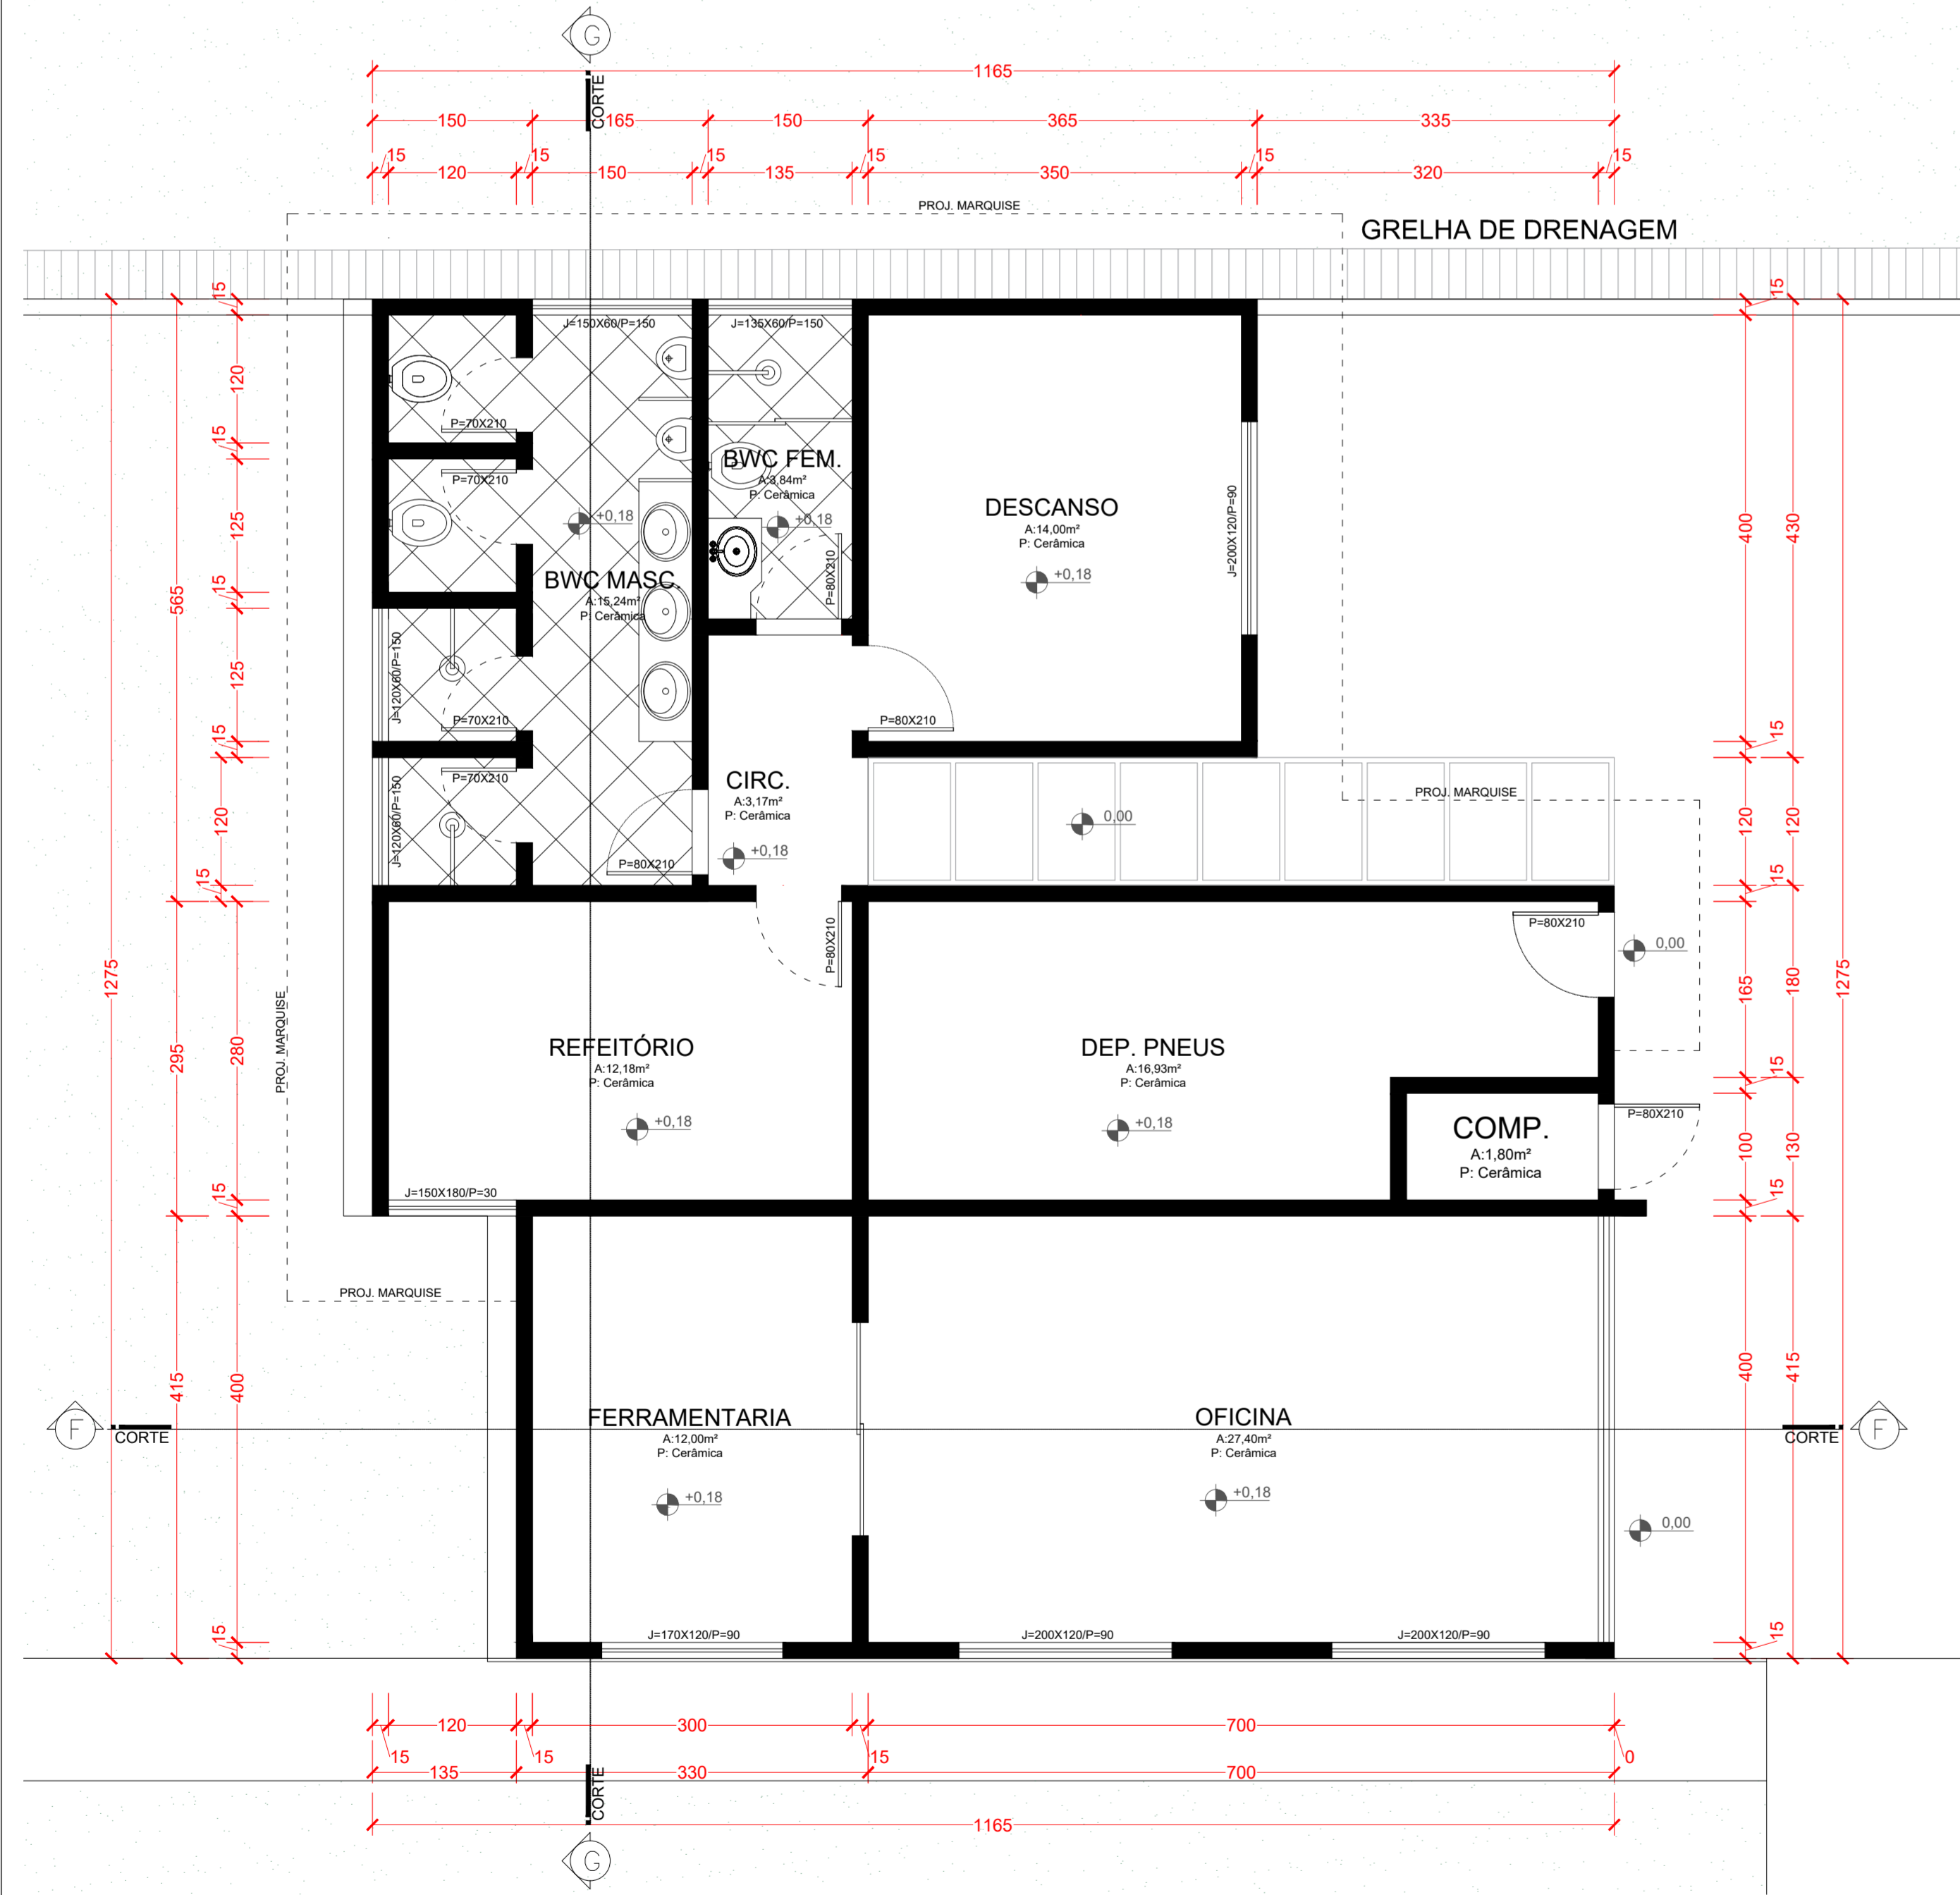 G
CORTE
1165
150
165
150
365
335
15
15
15
15
15
15
120
150
135
350
320
PROJ. MARQUISE
GRELHA DE DRENAGEM
J=150X60/P=150
J=135X60/P=150
P=70X210
P=70X210
BWC FEM.
A:3,84m²
P: Cerâmica
+0,18
+0,18
P=80X210
BWC MASC.
A:15,24m²
P: Cerâmica
DESCANSO
A:14,00m²
P: Cerâmica
+0,18
J=200X120/P=90
J=120X60/P=150
P=70X210
P=80X210
J=120X60/P=150
P=70X210
P=80X210
CIRC.
A:3,17m²
P: Cerâmica
+0,18
0,00
PROJ. MARQUISE
P=80X210
P=80X210
0,00
REFEITÓRIO
A:12,18m²
P: Cerâmica
+0,18
DEP. PNEUS
A:16,93m²
P: Cerâmica
+0,18
COMP.
A:1,80m²
P: Cerâmica
P=80X210
J=150X180/P=30
PROJ. MARQUISE
PROJ. MARQUISE
FERRAMENTARIA
A:12,00m²
P: Cerâmica
+0,18
OFICINA
A:27,40m²
P: Cerâmica
+0,18
0,00
J=170X120/P=90
J=200X120/P=90
J=200X120/P=90
F
CORTE
F
CORTE
1275
565
295
415
15
120
15
125
15
125
15
120
15
280
15
400
15
15
400
15
120
15
165
15
100
15
400
15
430
120
180
130
415
1275
120
300
700
15
15
15
0
135
330
700
1165
CORTE
G